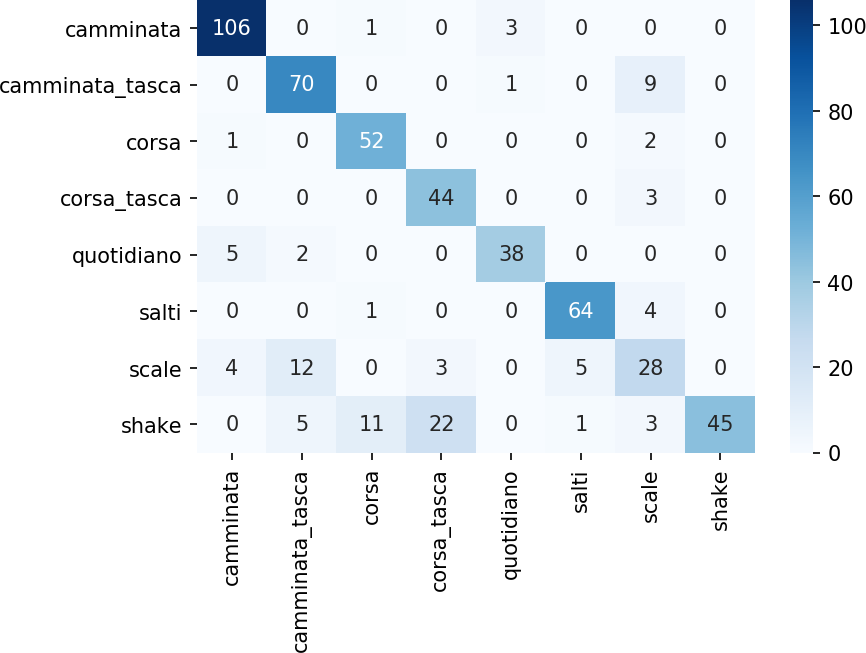 camminata 106 0 1 0 3 0 0 0
camminata_tasca 0 70 0 0 1 0 9 0
corsa 1 0 52 0 0 0 2 0
corsa_tasca 0 0 0 44 0 0 3 0
quotidiano 5 2 0 0 38 0 0 0
salti 0 0 1 0 0 64 4 0
scale 4 12 0 3 0 5 28 0
shake 0 5 11 22 0 1 3 45
camminata camminata_tasca corsa corsa_tasca quotidiano salti scale shake
100
80
60
40
20
0